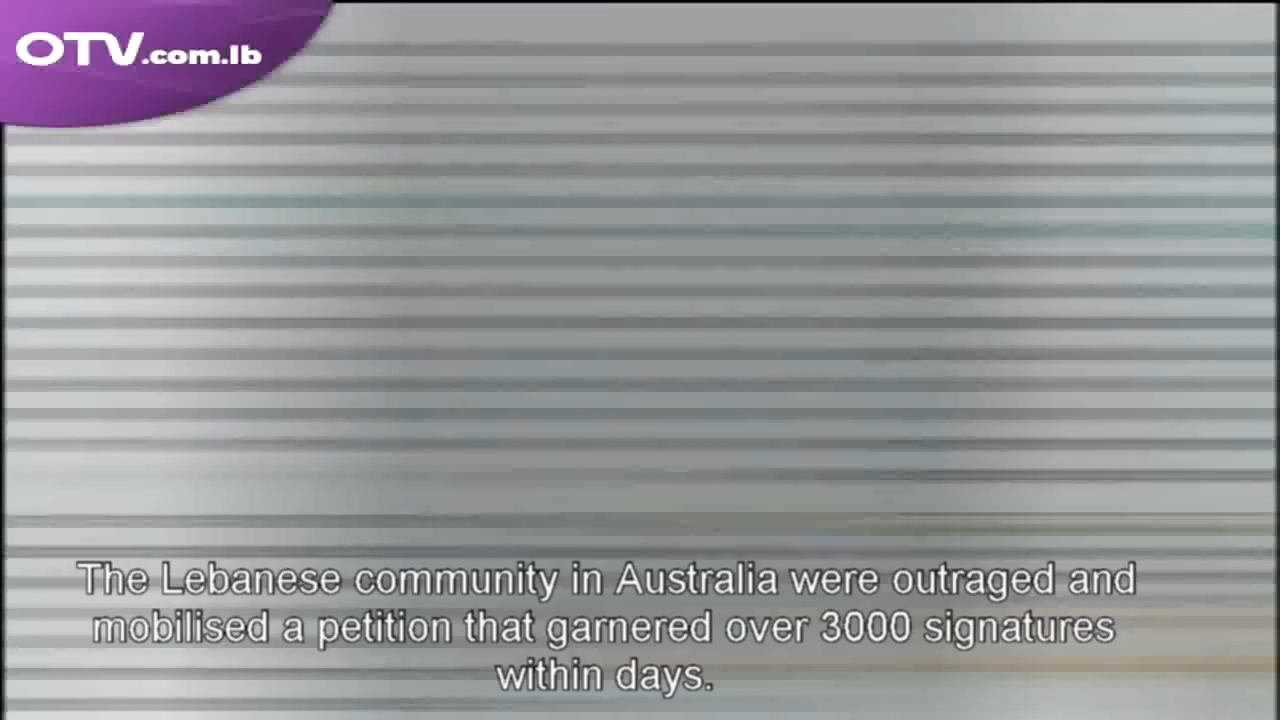 OTV.com.lb
The Lebanese community in Australia were outraged and
mobilised a petition that garnered over 3000 signatures
within days.